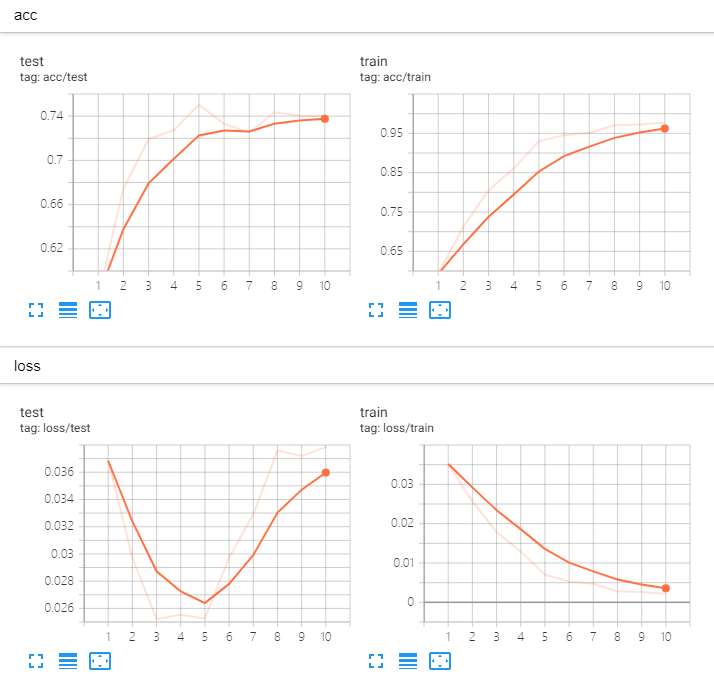 acc
test
tag: acc/test
0.74
0.7
0.66
0.62
1 2 3 4 5 6 7 8 9 10
train
tag: acc/train
0.95
0.85
0.75
0.65
1 2 3 4 5 6 7 8 9 10
loss
test
tag: loss/test
0.036
0.034
0.032
0.03
0.028
0.026
1 2 3 4 5 6 7 8 9 10
train
tag: loss/train
0.03
0.02
0.01
0
1 2 3 4 5 6 7 8 9 10